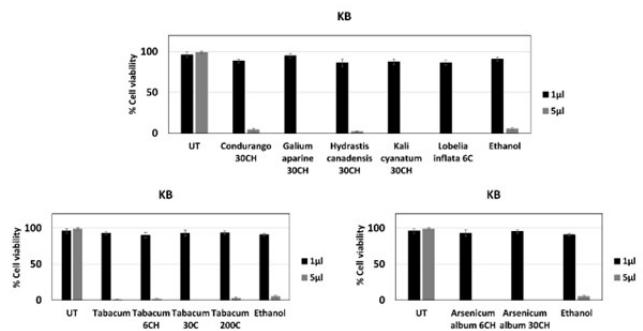 KB
% Cell viability
100
50
0
UT
Condurango 30CH
Galium aparine 30CH
Hydrastis canadensis 30CH
Kali cyanatum 30CH
Lobelia inflata 6C
Ethanol
1µl
5µl
KB
% Cell viability
100
50
0
UT
Tabacum
Tabacum 6CH
Tabacum 30C
Tabacum 200C
Ethanol
1µl
5µl
KB
% Cell viability
100
50
0
UT
Arsenicum album 6CH
Arsenicum album 30CH
Ethanol
1µl
5µl